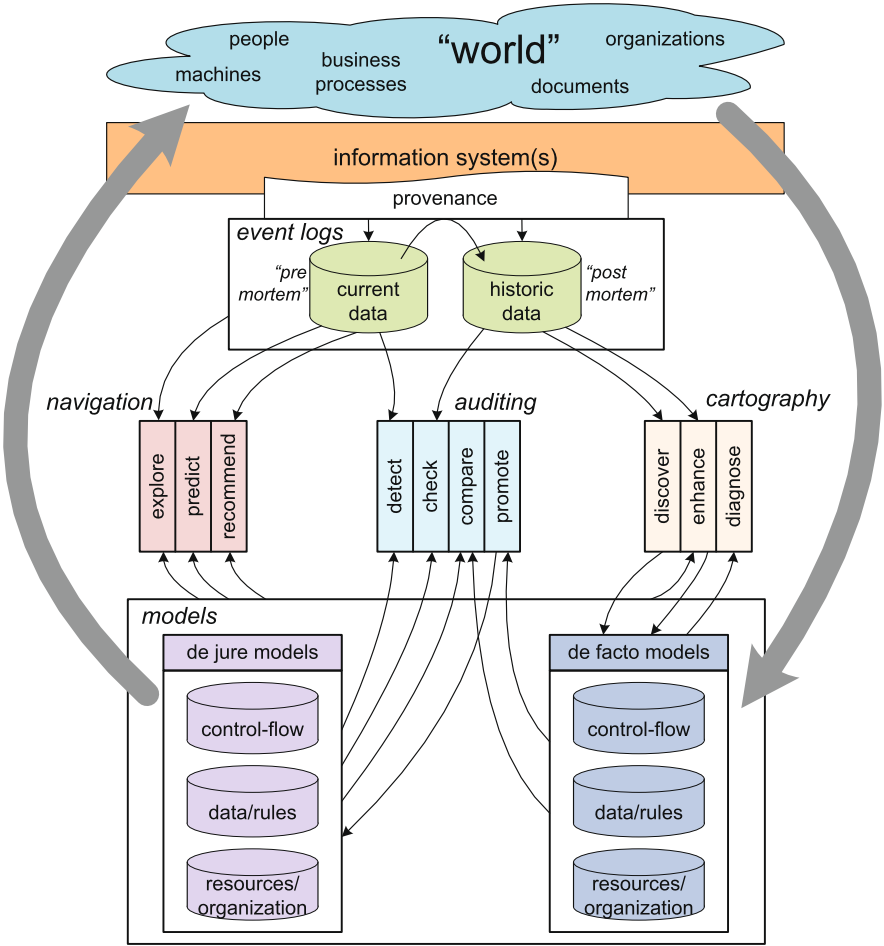 people
“world”
organizations
machines
business
processes
documents
information system(s)
provenance
event logs
“pre
mortem”
current
data
historic
data
“post
mortem”
navigation
auditing
cartography
explore
predict
recommend
detect
check
compare
promote
discover
enhance
diagnose
models
de jure models
de facto models
control-flow
control-flow
data/rules
data/rules
resources/
organization
resources/
organization